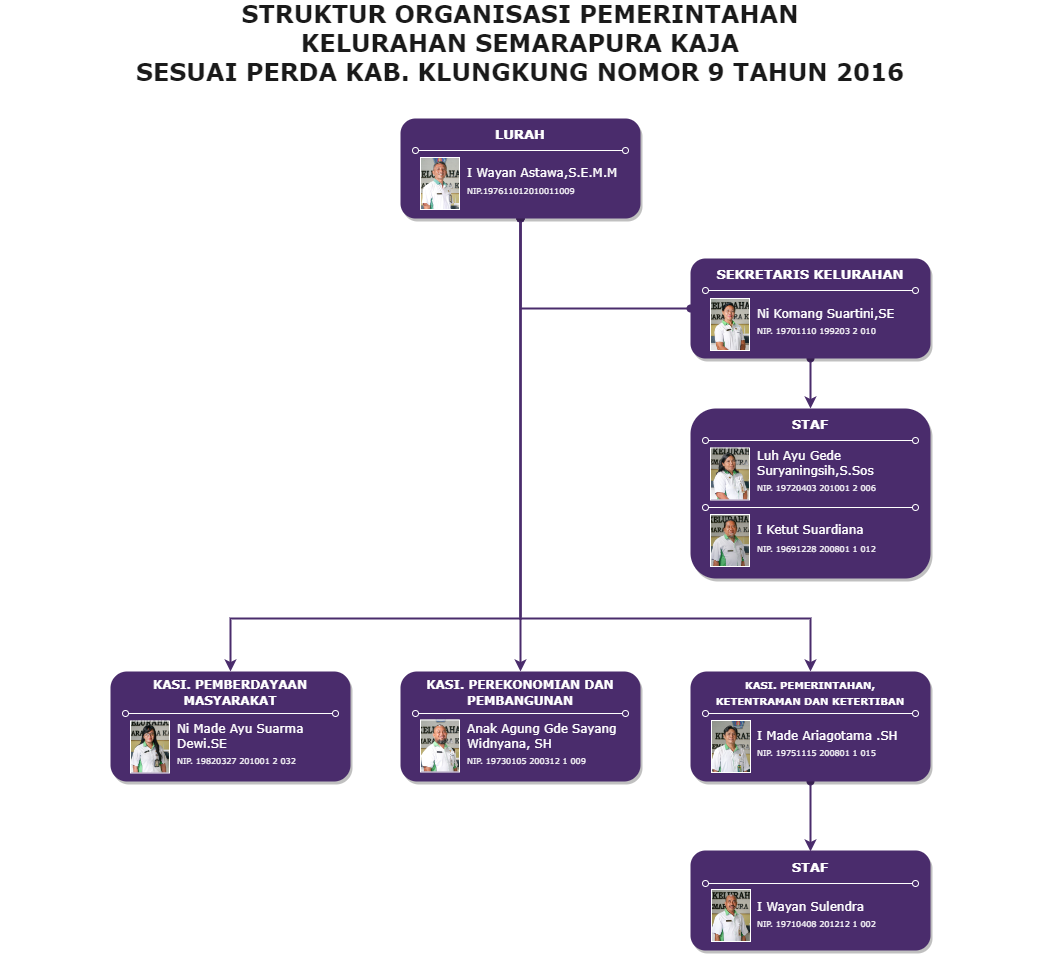 STRUKTUR ORGANISASI PEMERINTAHAN
KELURAHAN SEMARAPURA KAJA
SESUAI PERDA KAB. KLUNGKUNG NOMOR 9 TAHUN 2016
LURAH
I Wayan Astawa,S.E.M.M
NIP.197611012010011009
SEKRETARIS KELURAHAN
Ni Komang Suartini,SE
NIP. 19701110 199203 2 010
STAF
Luh Ayu Gede
Suryaningsih,S.Sos
NIP. 19720403 201001 2 006
I Ketut Suardiana
NIP. 19691228 200801 1 012
KASI. PEMBERDAYAAN
MASYARAKAT
Ni Made Ayu Suarma
Dewi.SE
NIP. 19820327 201001 2 032
KASI. PEREKONOMIAN DAN
PEMBANGUNAN
Anak Agung Gde Sayang
Widnyana, SH
NIP. 19730105 200312 1 009
KASI. PEMERINTAHAN,
KETENTRAMAN DAN KETERTIBAN
I Made Ariagotama .SH
NIP. 19751115 200801 1 015
STAF
I Wayan Sulendra
NIP. 19710408 201212 1 002